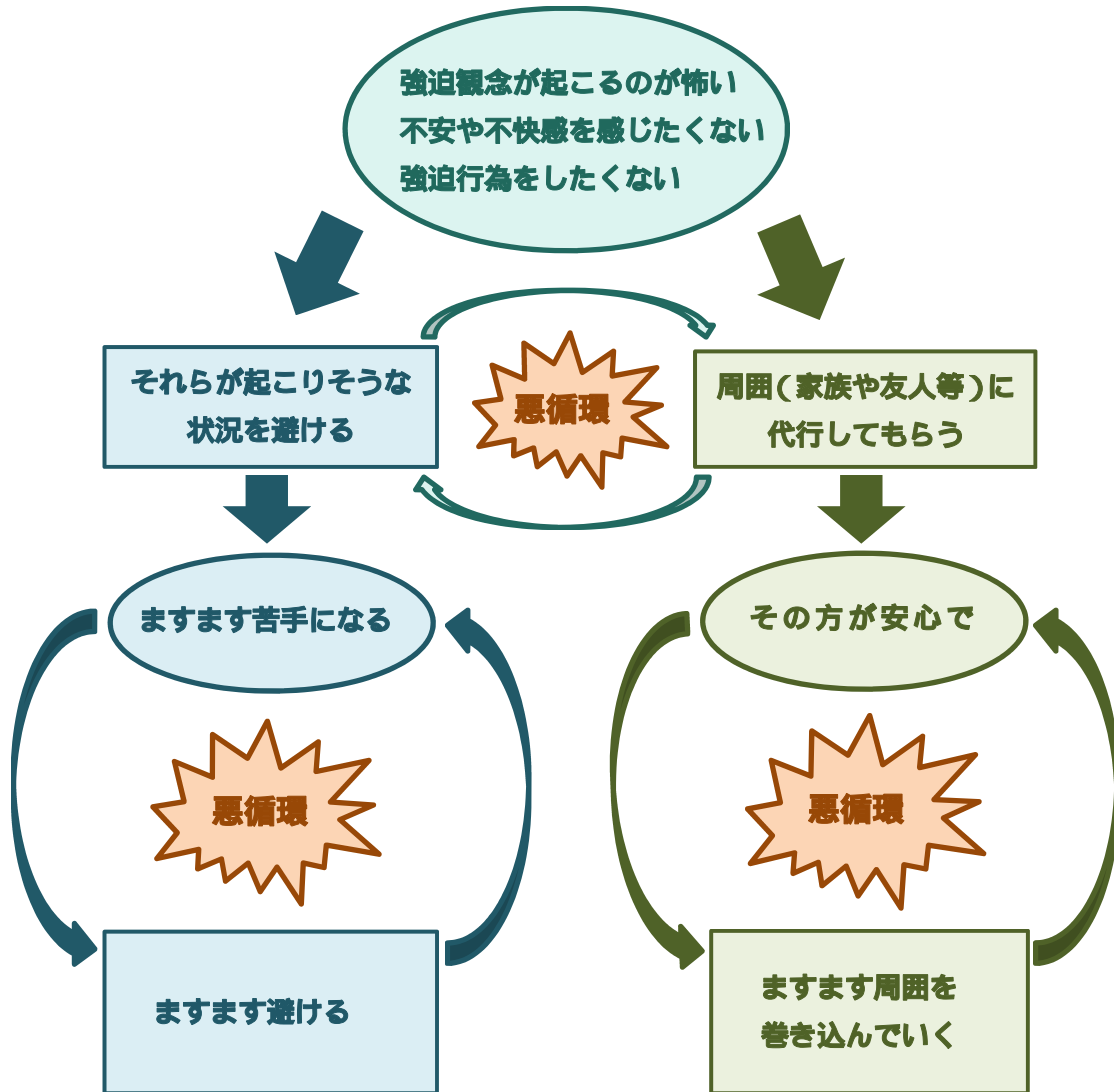 強迫観念が起こるのが怖い
不安や不快感を感じたくない
強迫行為をしたくない
それらが起こりそうな
状況を避ける
悪循環
周囲(家族や友人等)に
代行してもらう
ますます苦手になる
その方が安心で
悪循環
悪循環
ますます避ける
ますます周囲を
巻き込んでいく